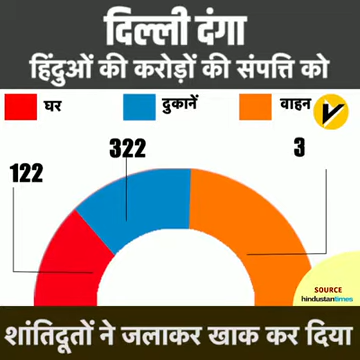 दिल्ली दंगा
हिंदुओं की करोड़ों की संपत्ति को
घर दुकानें वाहन
322 3
122
SOURCE
hindustantimes
शांतिदूतों ने जलाकर खाक कर दिया